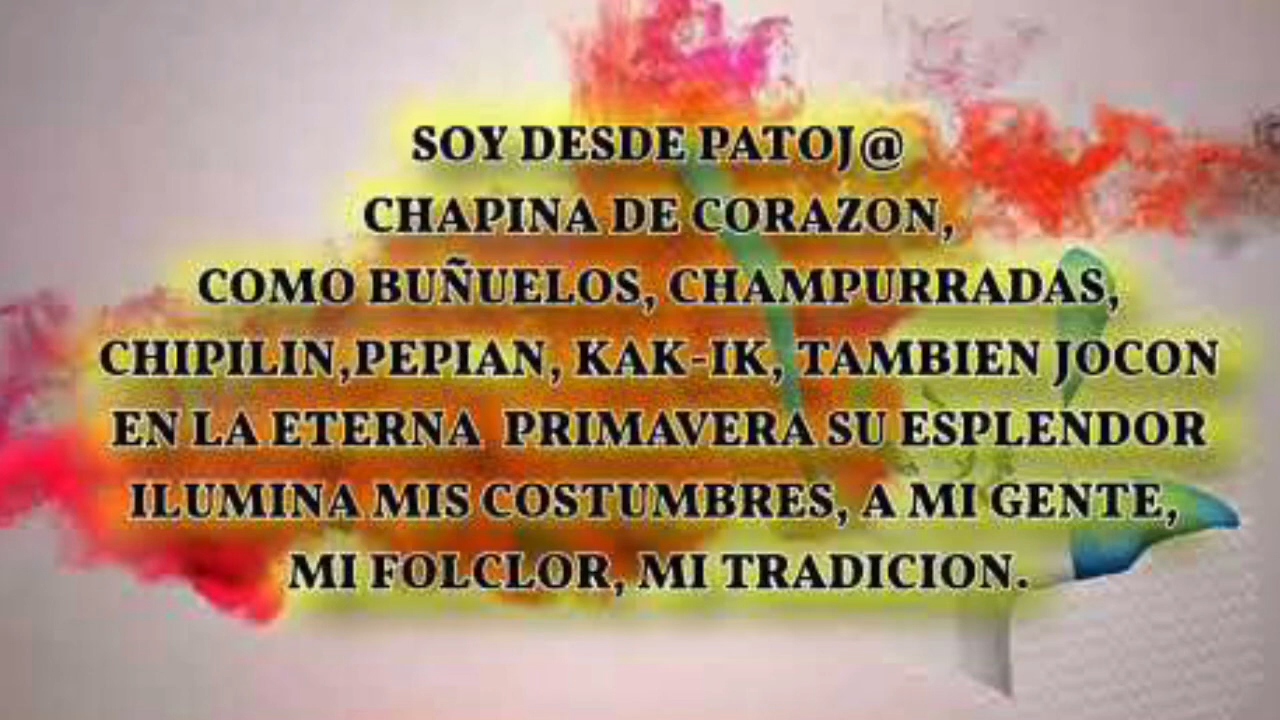 SOY DESDE PATOJ@
CHAPINA DE CORAZON,
COMO BUÑUELOS, CHAMPURRADAS,
CHIPILIN,PEPIAN, KAK-IK, TAMBIEN JOCON
EN LA ETERNA PRIMAVERA SU ESPLENDOR
ILUMINA MIS COSTUMBRES, A MI GENTE,
MI FOLCLOR, MI TRADICION.